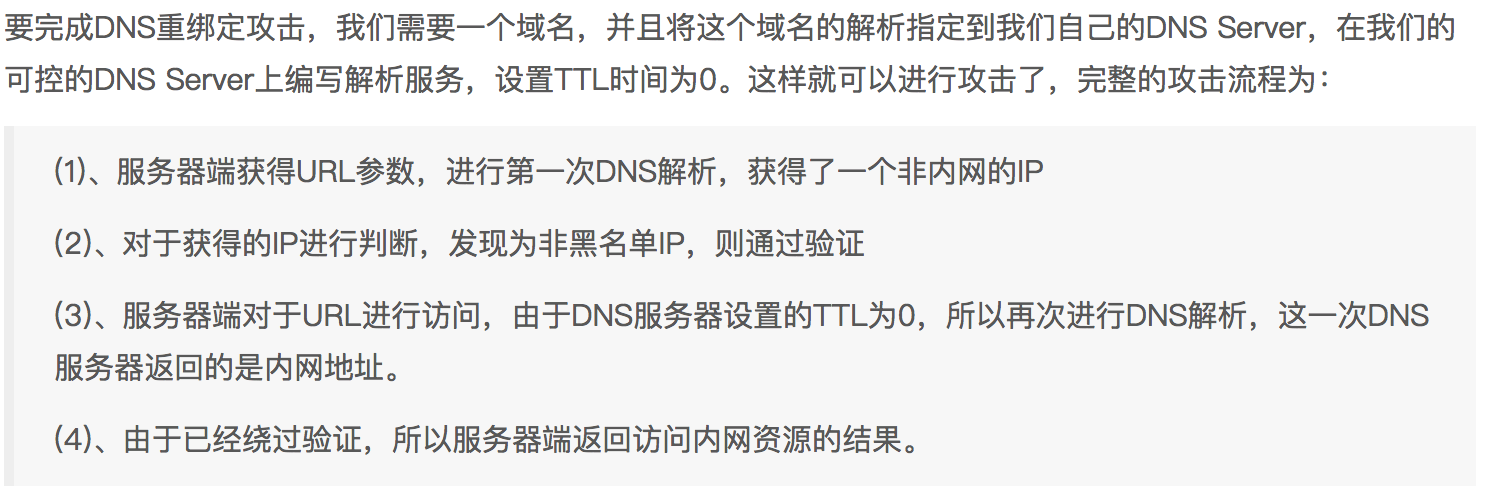 要完成DNS重绑定攻击，我们需要一个域名，并且将这个域名的解析指定到我们自己的DNS Server，在我们的
可控的DNS Server上编写解析服务，设置TTL时间为0。这样就可以进行攻击了，完整的攻击流程为：
(1)、服务器端获得URL参数，进行第一次DNS解析，获得了一个非内网的IP
(2)、对于获得的IP进行判断，发现为非黑名单IP，则通过验证
(3)、服务器端对于URL进行访问，由于DNS服务器设置的TTL为0，所以再次进行DNS解析，这一次DNS
服务器返回的是内网地址。
(4)、由于已经绕过验证，所以服务器端返回访问内网资源的结果。